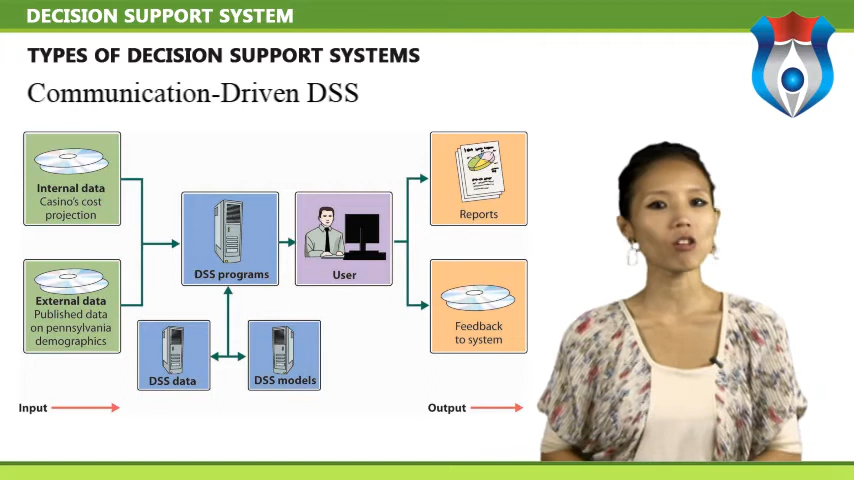 DECISION SUPPORT SYSTEM
TYPES OF DECISION SUPPORT SYSTEMS
Communication-Driven DSS
Internal data
Casino's cost
projection
External data
Published data
on pennsylvania
demographics
DSS programs
User
DSS data
DSS models
Reports
Feedback
to system
Input
Output